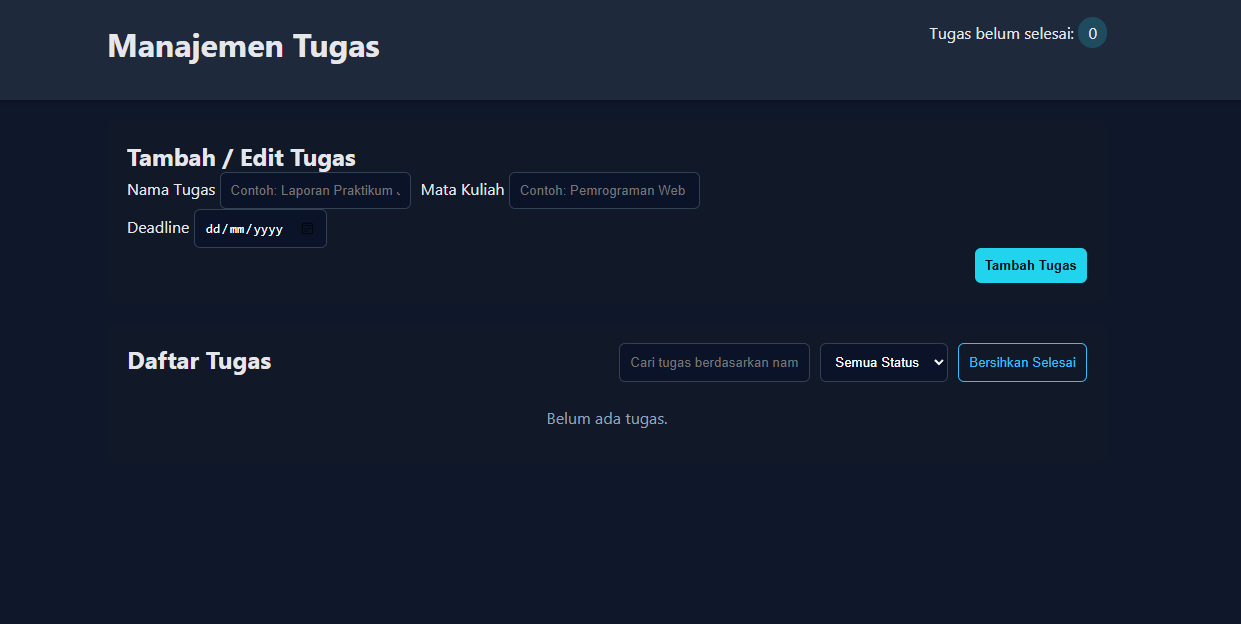 Manajemen Tugas
Tugas belum selesai: 0
Tambah / Edit Tugas
Nama Tugas Contoh: Laporan Praktikum Mata Kuliah Contoh: Pemrograman Web
Deadline dd/mm/yyyy
Tambah Tugas
Daftar Tugas Cari tugas berdasarkan nam Semua Status Bersihkan Selesai
Belum ada tugas.